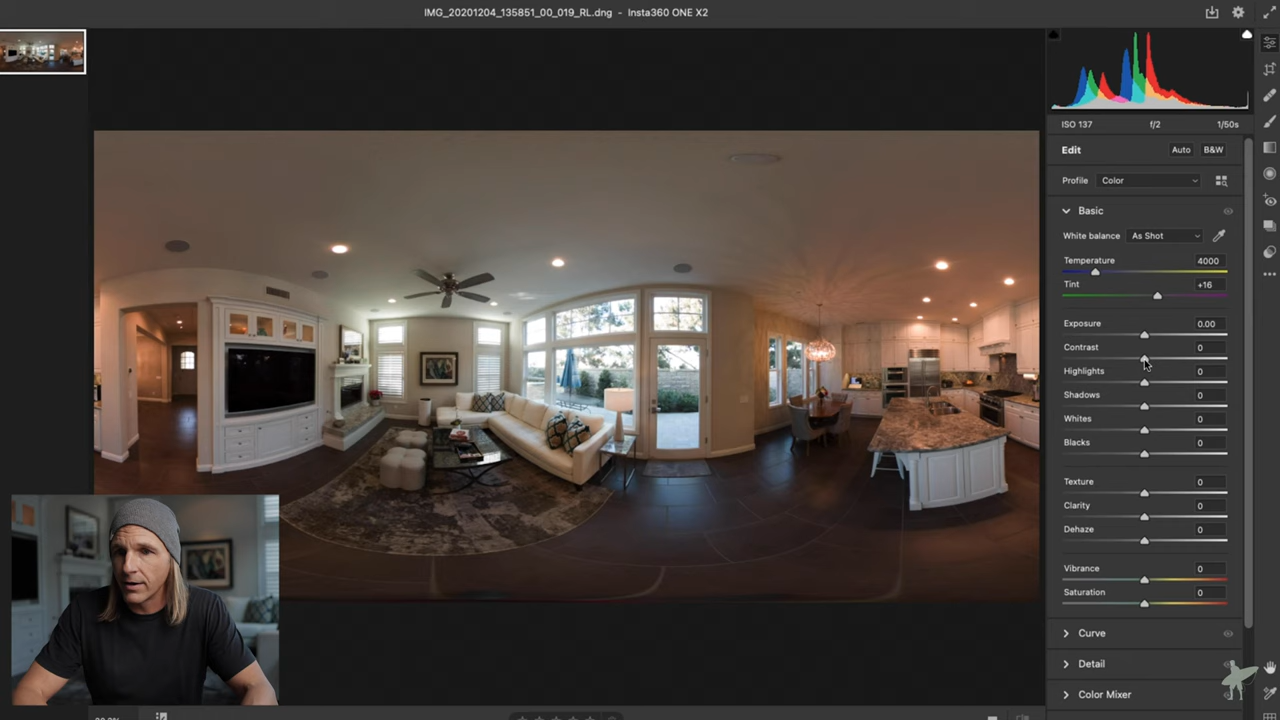 IMG_20201204_135851_00_019_RL.dng - Insta360 ONE X2
ISO 137 f/2 1/50s
Edit Auto B&W
Profile Color
Basic
White balance As Shot
Temperature 4000
Tint +16
Exposure 0.00
Contrast 0
Highlights 0
Shadows 0
Whites 0
Blacks 0
Texture 0
Clarity 0
Dehaze 0
Vibrance 0
Saturation 0
Curve
Detail
Color Mixer